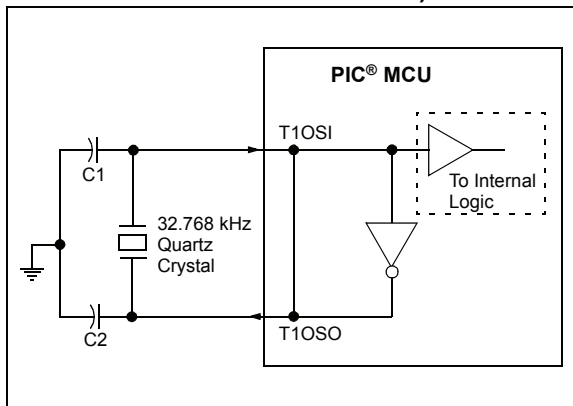 PIC® MCU
T1OSI
C1
To Internal
Logic
32.768 kHz
Quartz
Crystal
T1OSO
C2